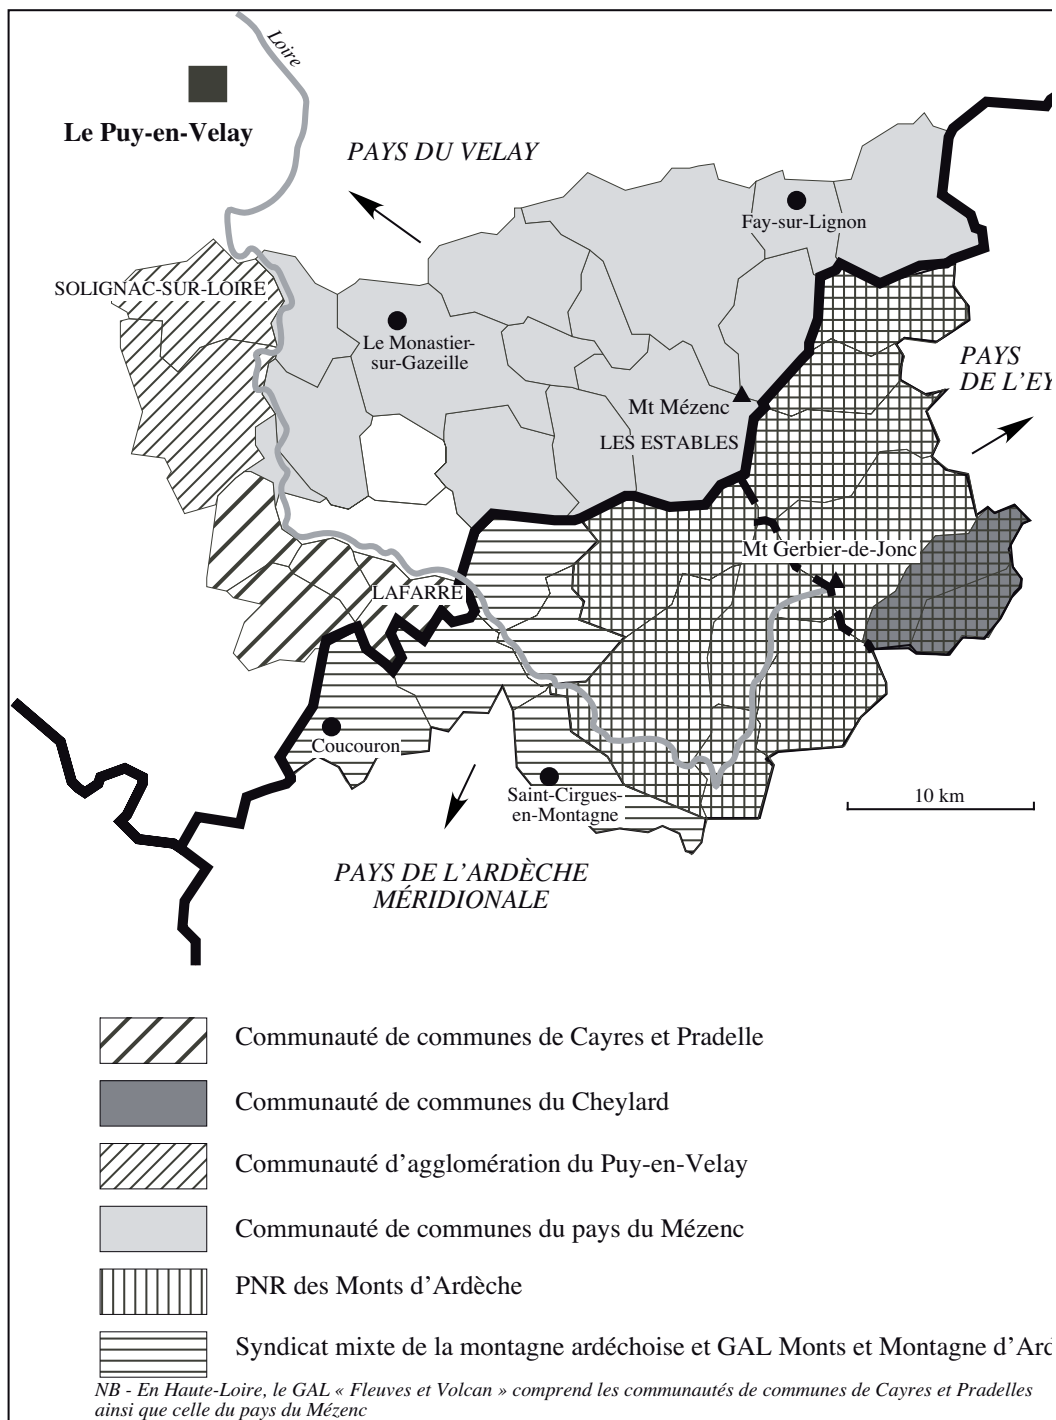 Loire
Le Puy-en-Velay
PAYS DU VELAY
Fay-sur-Lignon
SOLIGNAC-SUR-LOIRE
Le Monastier-
sur-Gazeille
PAYS
DE L'EY
Mt Mézenc
LES ESTABLES
Mt Gerbier-de-Jonc
LAFARRE
Coucouron
Saint-Cirgues-
en-Montagne
10 km
PAYS DE L'ARDÈCHE
MÉRIDIONALE
Communauté de communes de Cayres et Pradelle
Communauté de communes du Cheylard
Communauté d'agglomération du Puy-en-Velay
Communauté de communes du pays du Mézenc
PNR des Monts d'Ardèche
Syndicat mixte de la montagne ardéchoise et GAL Monts et Montagne d'Ard
NB - En Haute-Loire, le GAL « Fleuves et Volcan » comprend les communautés de communes de Cayres et Pradelles
ainsi que celle du pays du Mézenc